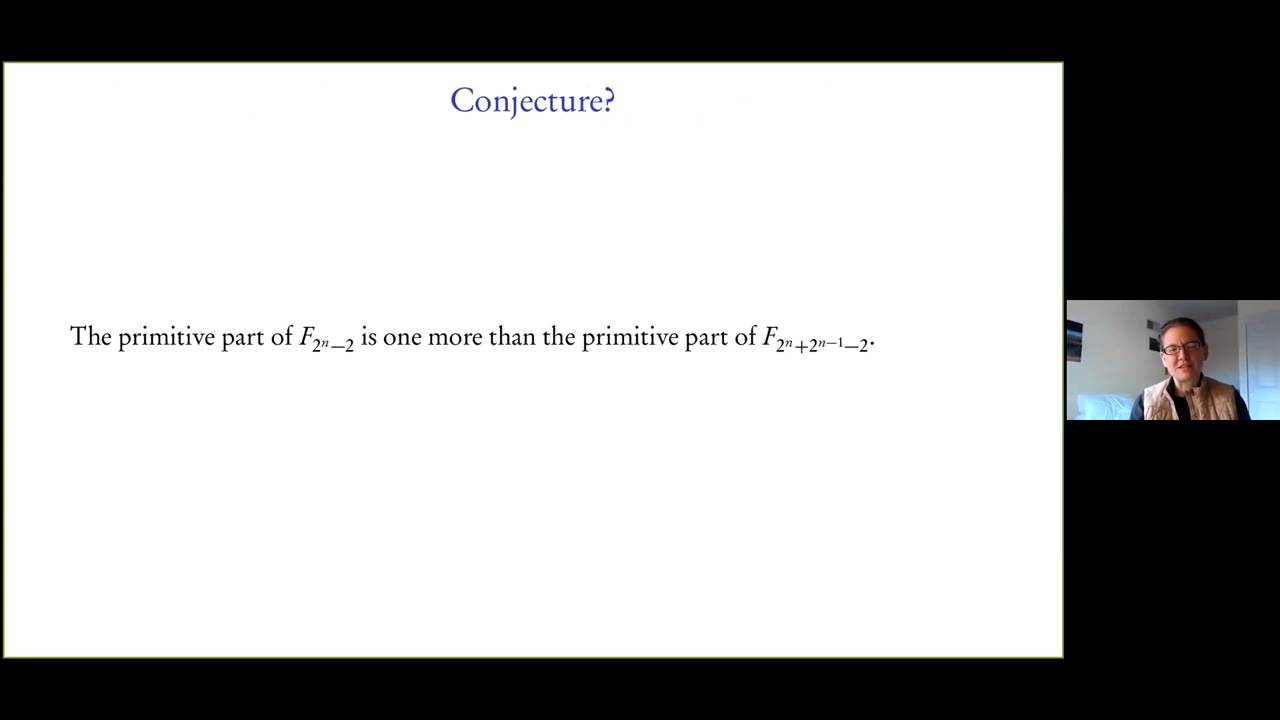 Conjecture?
The primitive part of $F_{2^n-2}$ is one more than the primitive part of $F_{2^n+2^{n-1}-2}$.